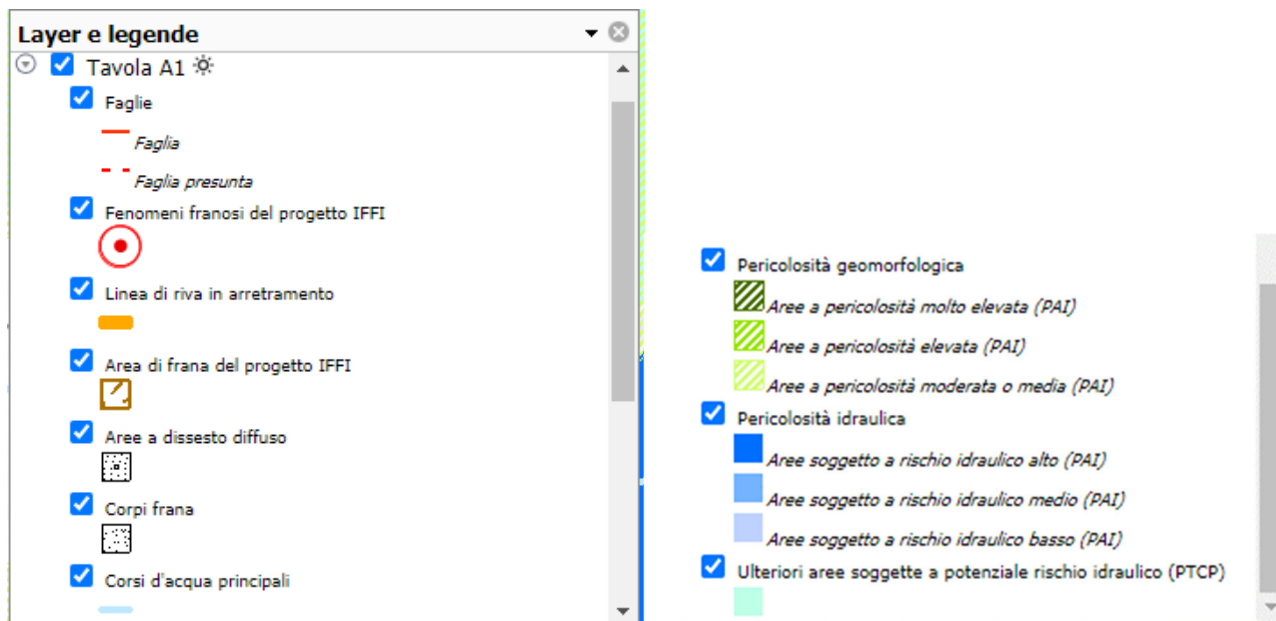 Layer e legende
Tavola A1
Faglie
Faglia
Faglia presunta
Fenomeni franosi del progetto IFFI
Linea di riva in arretramento
Area di frana del progetto IFFI
Aree a dissesto diffuso
Corpi frana
Corsi d'acqua principali
Pericolosità geomorfologica
Aree a pericolosità molto elevata (PAI)
Aree a pericolosità elevata (PAI)
Aree a pericolosità moderata o media (PAI)
Pericolosità idraulica
Aree soggetto a rischio idraulico alto (PAI)
Aree soggetto a rischio idraulico medio (PAI)
Aree soggetto a rischio idraulico basso (PAI)
Ulteriori aree soggette a potenziale rischio idraulico (PTCP)